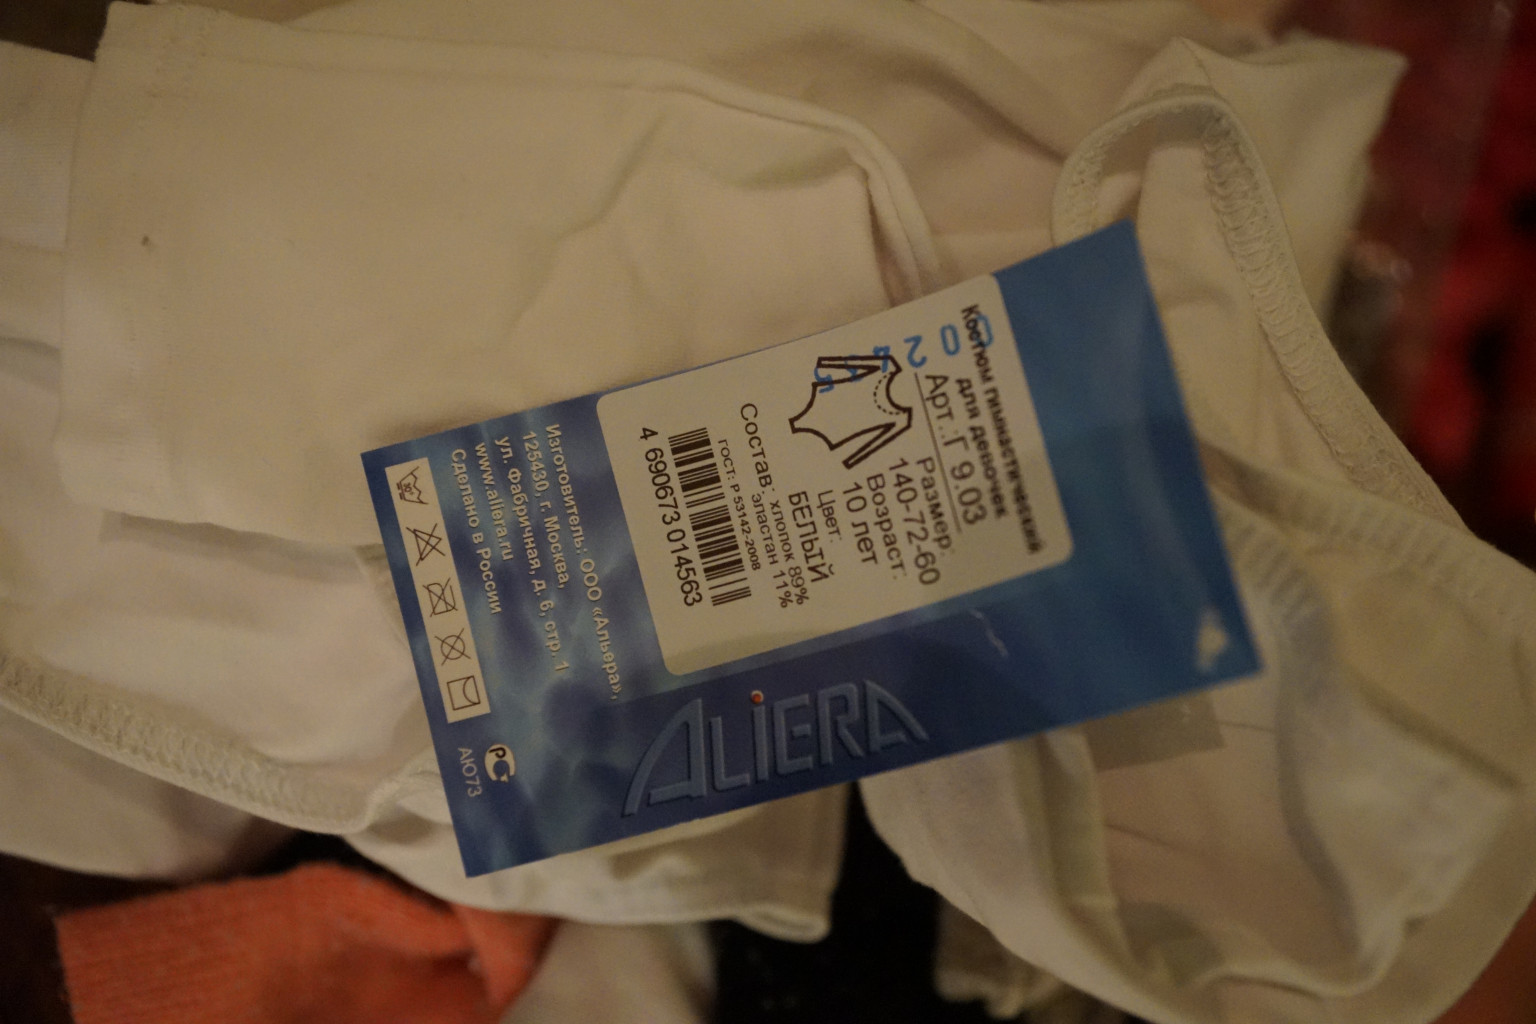 Костюм гимнастический
для девочек
Арт.:Г 9.03
Размер:
140-72-60
Возраст:
10 лет
Цвет:
БЕЛЫЙ
Состав: хлопок 89%
эластан 11%
ГОСТ: Р 53142-2008
4 690673 014563
ALIERA
Изготовитель: ООО «Альера»,
125430, г. Москва,
ул. Фабричная, д. 6, стр. 1
www.aliera.ru
Сделано в России
АЮ73